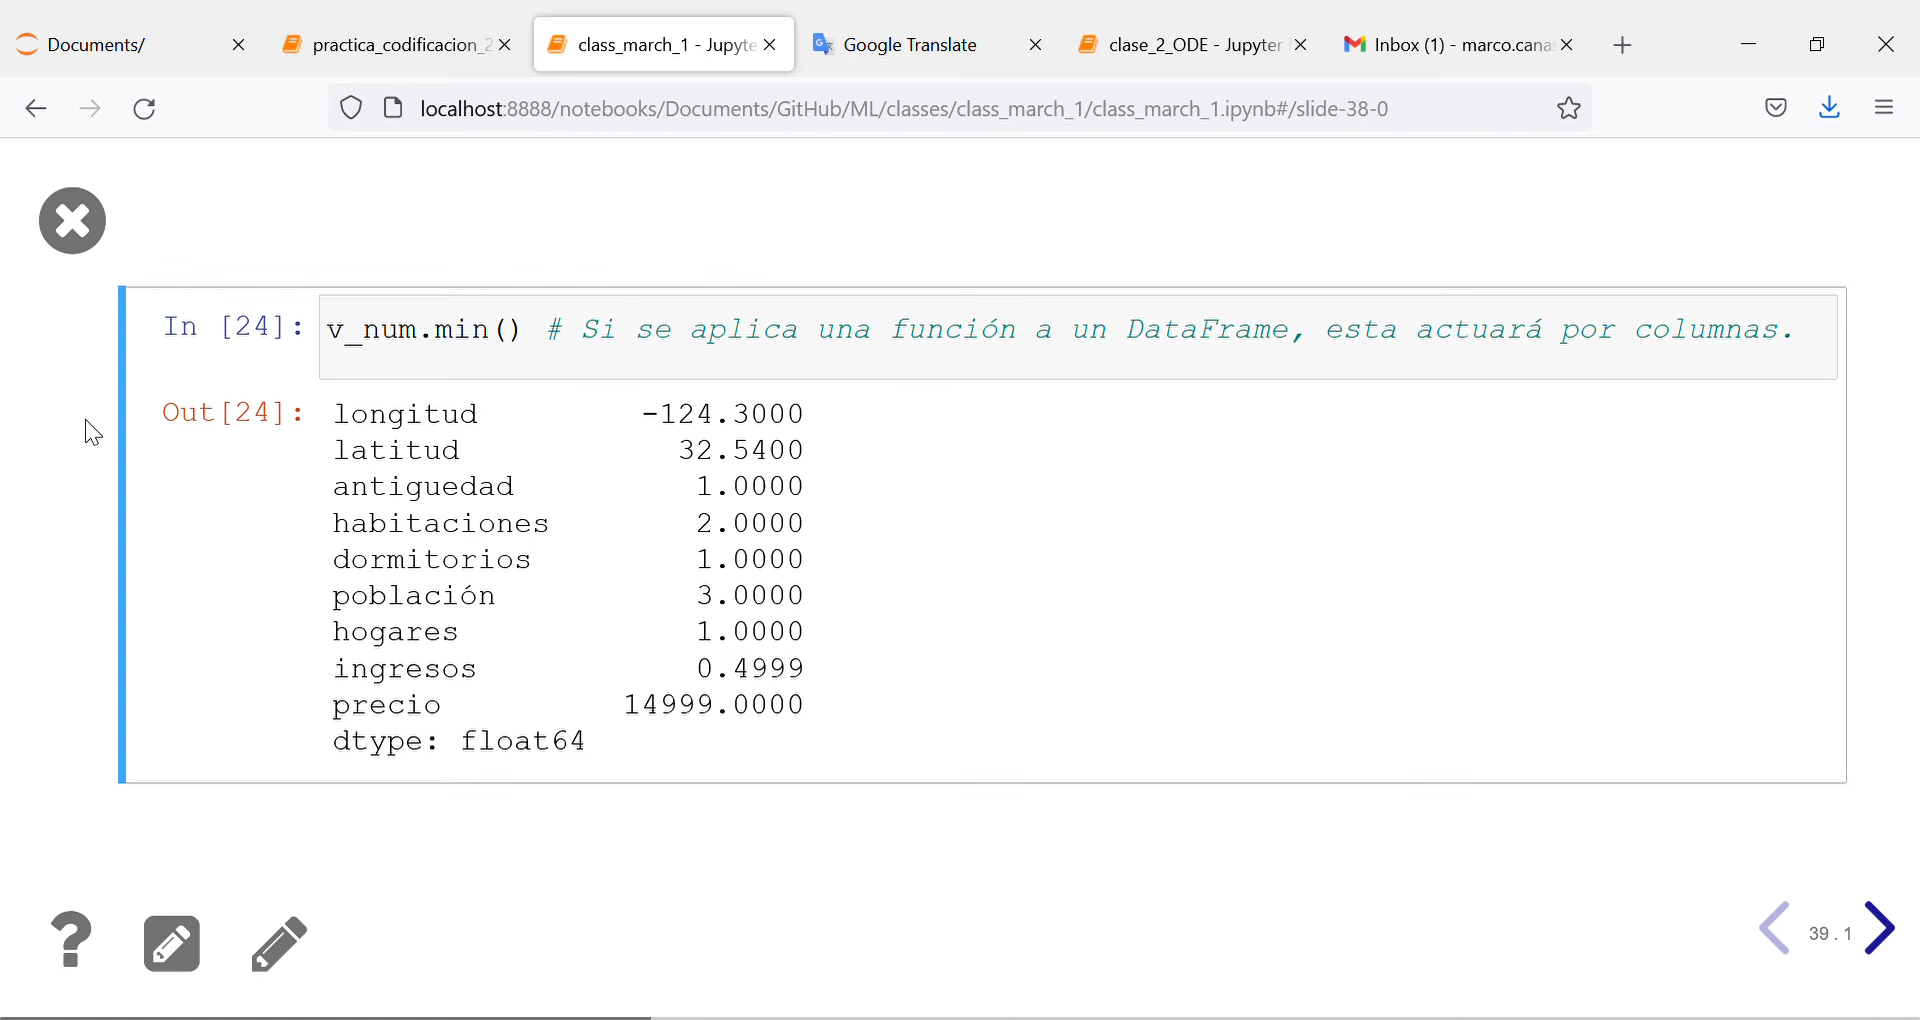 Documents/
practica_codificacion_2
class_march_1 - Jupyte
Google Translate
clase_2_ODE - Jupyter
Inbox (1) - marco.cana
localhost:8888/notebooks/Documents/GitHub/ML/classes/class_march_1/class_march_1.ipynb#/slide-38-0
In [24]: v_num.min() # Si se aplica una función a un DataFrame, esta actuará por columnas.
Out[24]: longitud -124.3000
latitud 32.5400
antiguedad 1.0000
habitaciones 2.0000
dormitorios 1.0000
población 3.0000
hogares 1.0000
ingresos 0.4999
precio 14999.0000
dtype: float64
39 . 1